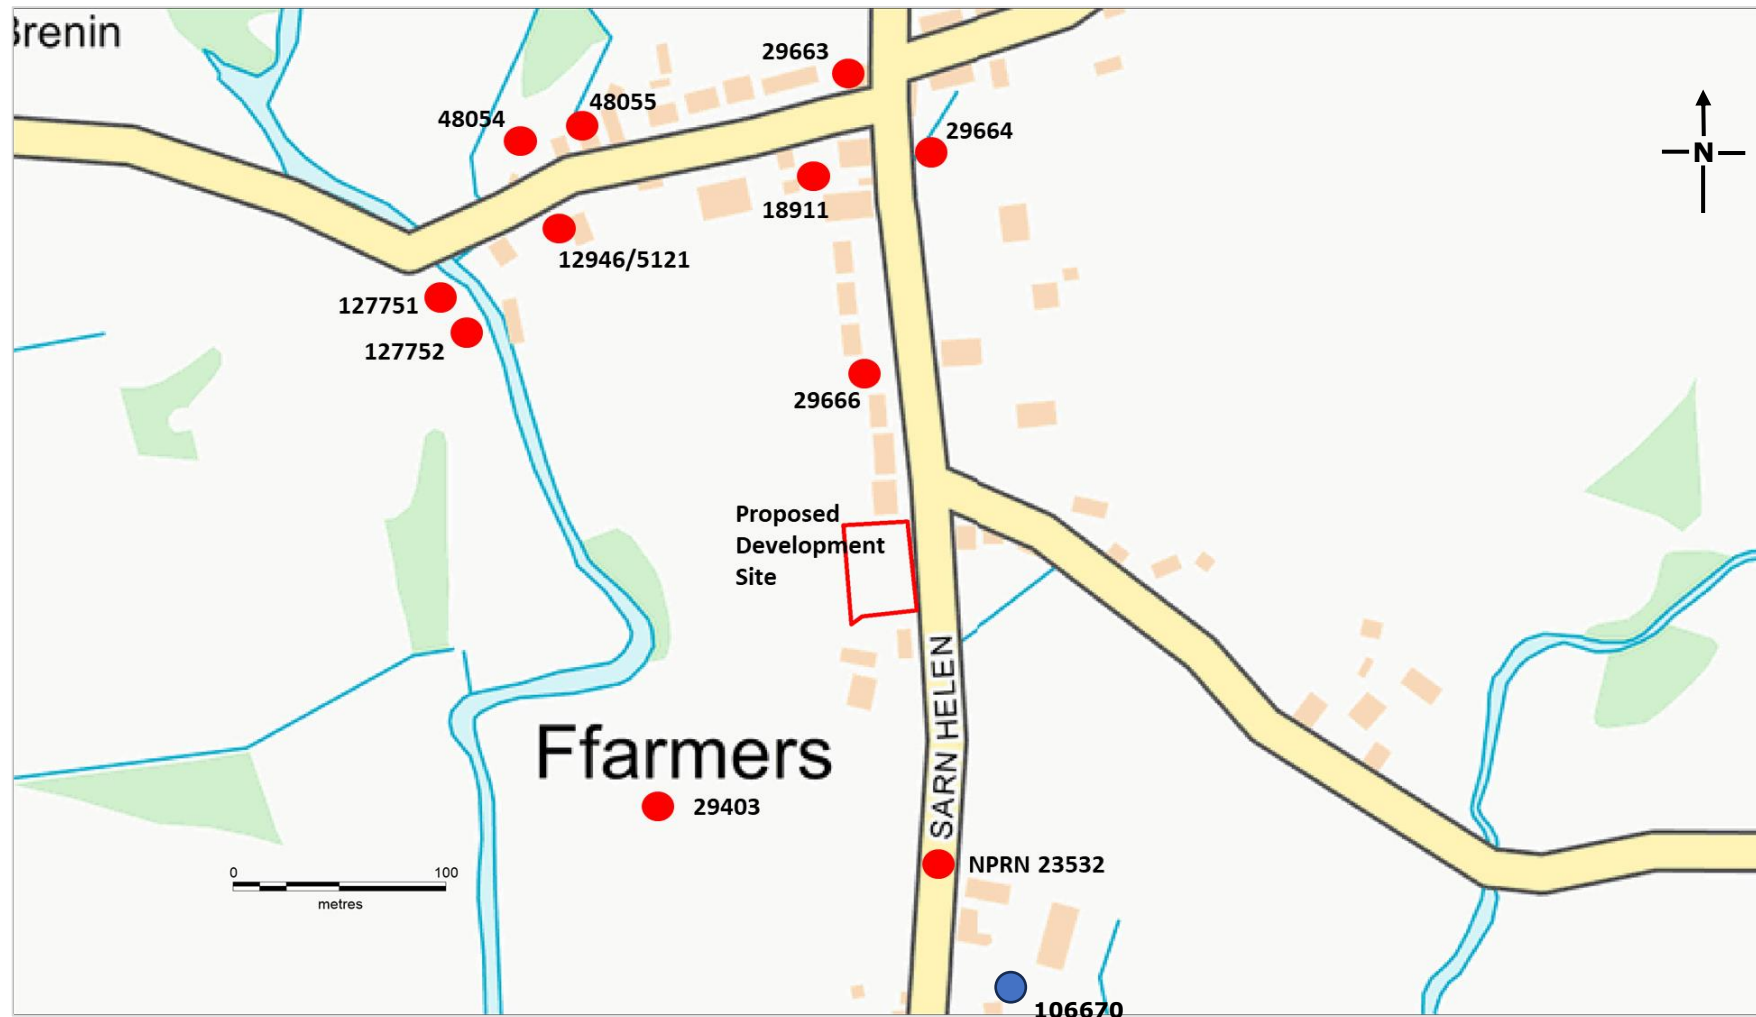 Brenin
29663
48054
48055
29664
N
18911
12946/5121
127751
127752
29666
Proposed
Development
Site
SARN HELEN
Ffarmers
29403
NPRN 23532
0 100
metres
106670